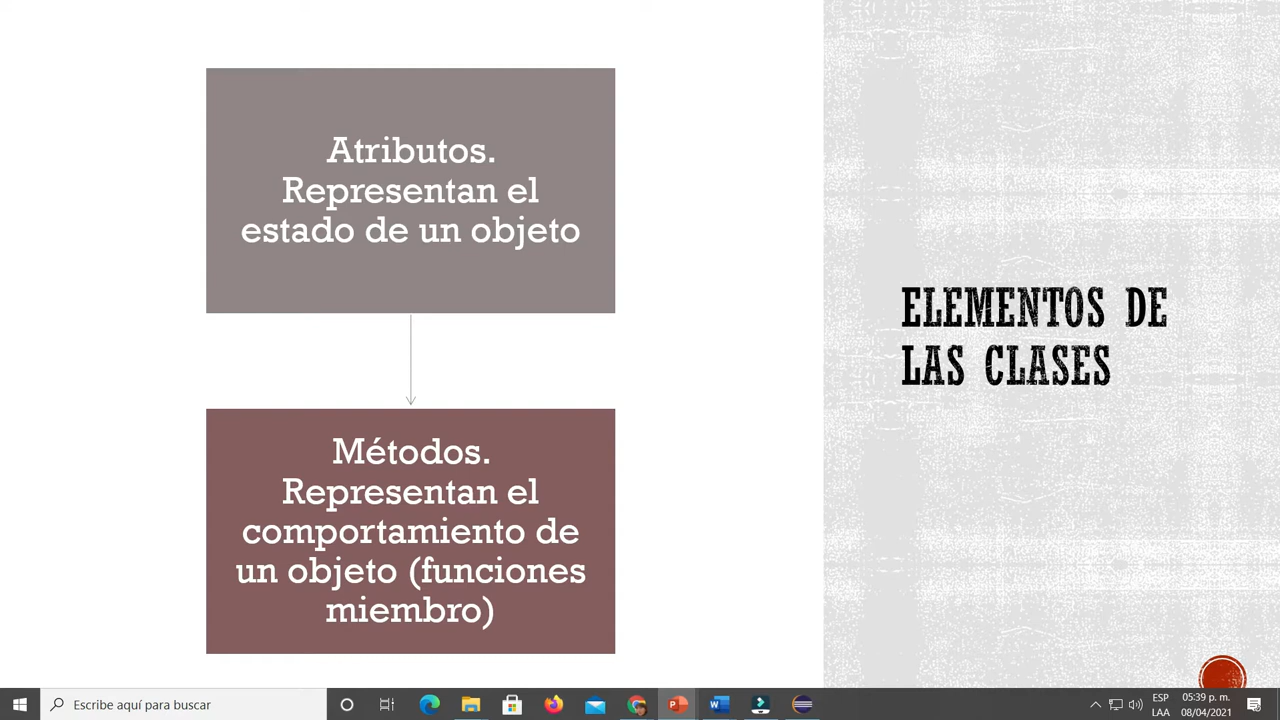 Atributos.
Representan el
estado de un objeto
Métodos.
Representan el
comportamiento de
un objeto (funciones
miembro)
ELEMENTOS DE
LAS CLASES
Escribe aquí para buscar
ESP
LAA
05:39 p. m.
08/04/2021